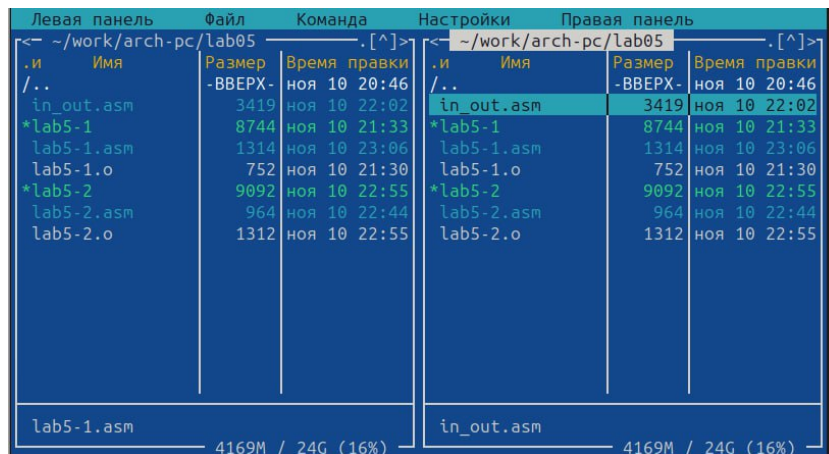 Левая панель Файл Команда Настройки Правая панель
<- ~/work/arch-pc/lab05 .[^]> <- ~/work/arch-pc/lab05 .[^]>
.и Имя Размер Время правки .и Имя Размер Время правки
/.. -ВВЕРХ- ноя 10 20:46 /.. -ВВЕРХ- ноя 10 20:46
in_out.asm 3419 ноя 10 22:02 in_out.asm 3419 ноя 10 22:02
*lab5-1 8744 ноя 10 21:33 *lab5-1 8744 ноя 10 21:33
lab5-1.asm 1314 ноя 10 23:06 lab5-1.asm 1314 ноя 10 23:06
lab5-1.o 752 ноя 10 21:30 lab5-1.o 752 ноя 10 21:30
*lab5-2 9092 ноя 10 22:55 *lab5-2 9092 ноя 10 22:55
lab5-2.asm 964 ноя 10 22:44 lab5-2.asm 964 ноя 10 22:44
lab5-2.o 1312 ноя 10 22:55 lab5-2.o 1312 ноя 10 22:55
lab5-1.asm in_out.asm
4169M / 24G (16%) 4169M / 24G (16%)